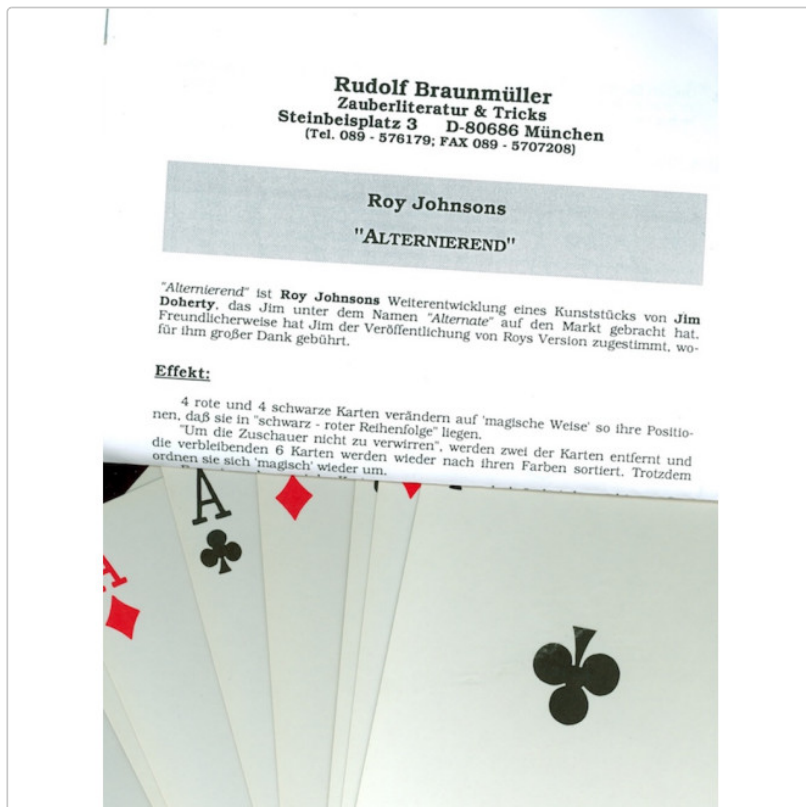 Rudolf Braunmüller
Zauberliteratur & Tricks
Steinbeisplatz 3 D-80686 München
(Tel. 089 - 576179; FAX 089 - 5707208)
Roy Johnsons
"ALTERNIEREND"
"Alternierend" ist Roy Johnsons Weiterentwicklung eines Kunststücks von Jim
Doherty, das Jim unter dem Namen "Alternate" auf den Markt gebracht hat.
Freundlicherweise hat Jim der Veröffentlichung von Roys Version zugestimmt, wo-
für ihm großer Dank gebührt.
Effekt:
4 rote und 4 schwarze Karten verändern auf 'magische Weise' so ihre Positio-
nen, daß sie in "schwarz - roter Reihenfolge" liegen.
"Um die Zuschauer nicht zu verwirren", werden zwei der Karten entfernt und
die verbleibenden 6 Karten werden wieder nach ihren Farben sortiert. Trotzdem
ordnen sie sich 'magisch' wieder um.
A
A